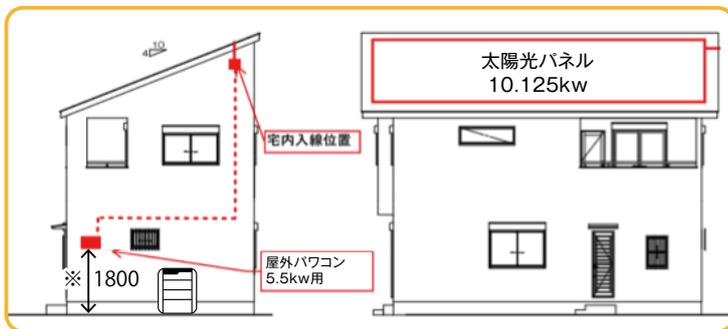 10
4
宅内入線位置
屋外パワコン
5.5kw用
※ 1800
太陽光パネル
10.125kw